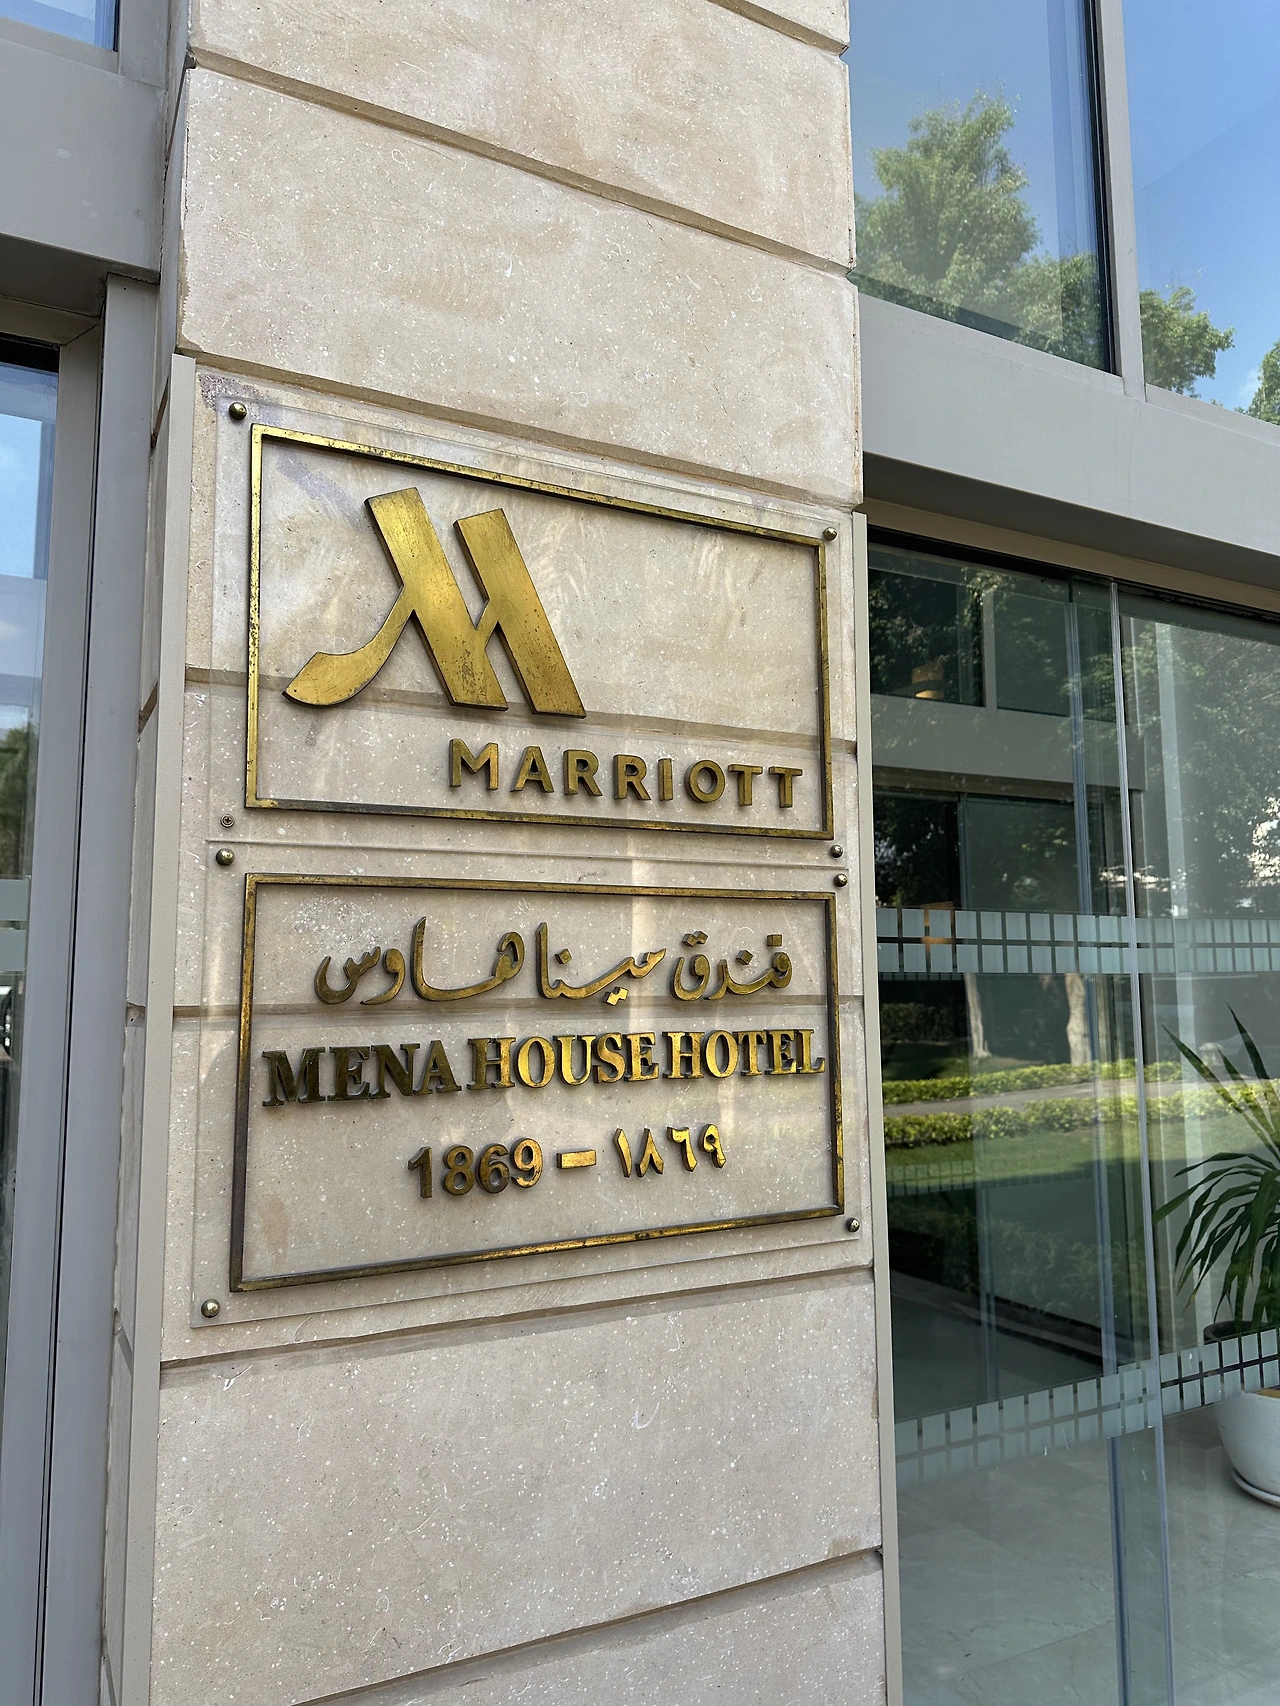 MARRIOTT
فندق مينا هاوس
MENA HOUSE HOTEL
1869 – ١٨٦٩